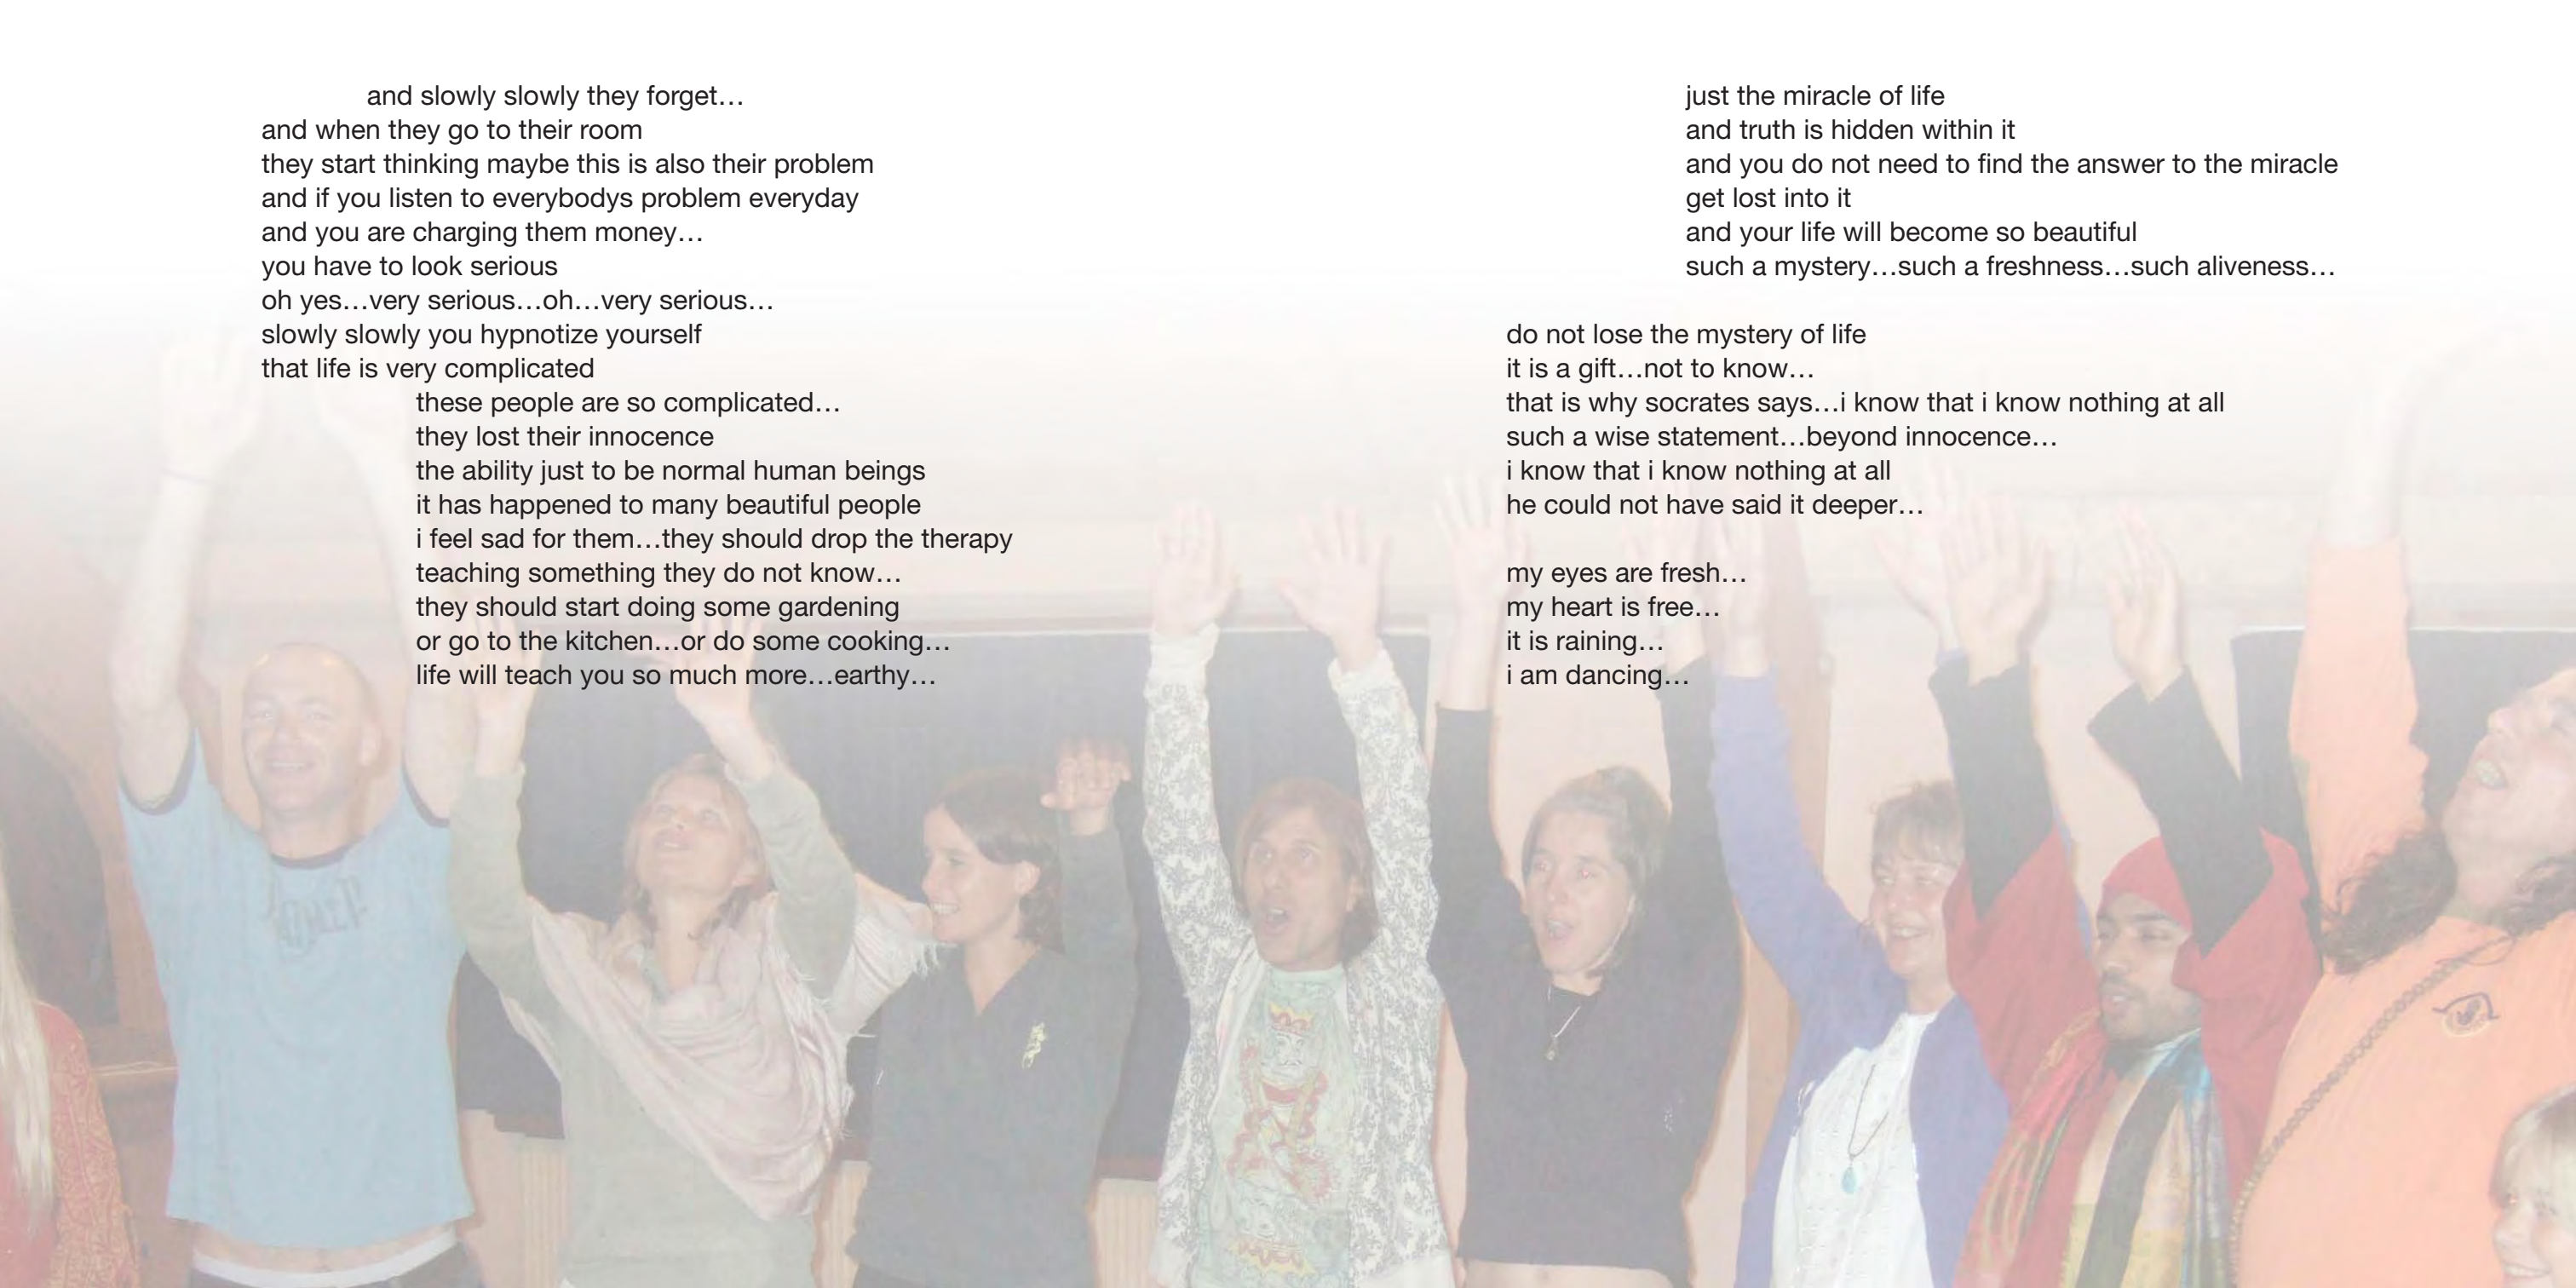 and slowly slowly they forget…
and when they go to their room
they start thinking maybe this is also their problem
and if you listen to everybodys problem everyday
and you are charging them money…
you have to look serious
oh yes…very serious…oh…very serious…
slowly slowly you hypnotize yourself
that life is very complicated
these people are so complicated…
they lost their innocence
the ability just to be normal human beings
it has happened to many beautiful people
i feel sad for them…they should drop the therapy
teaching something they do not know…
they should start doing some gardening
or go to the kitchen…or do some cooking…
life will teach you so much more…earthy…
just the miracle of life
and truth is hidden within it
and you do not need to find the answer to the miracle
get lost into it
and your life will become so beautiful
such a mystery…such a freshness…such aliveness…
do not lose the mystery of life
it is a gift…not to know…
that is why socrates says…i know that i know nothing at all
such a wise statement…beyond innocence…
i know that i know nothing at all
he could not have said it deeper…
my eyes are fresh…
my heart is free…
it is raining…
i am dancing…